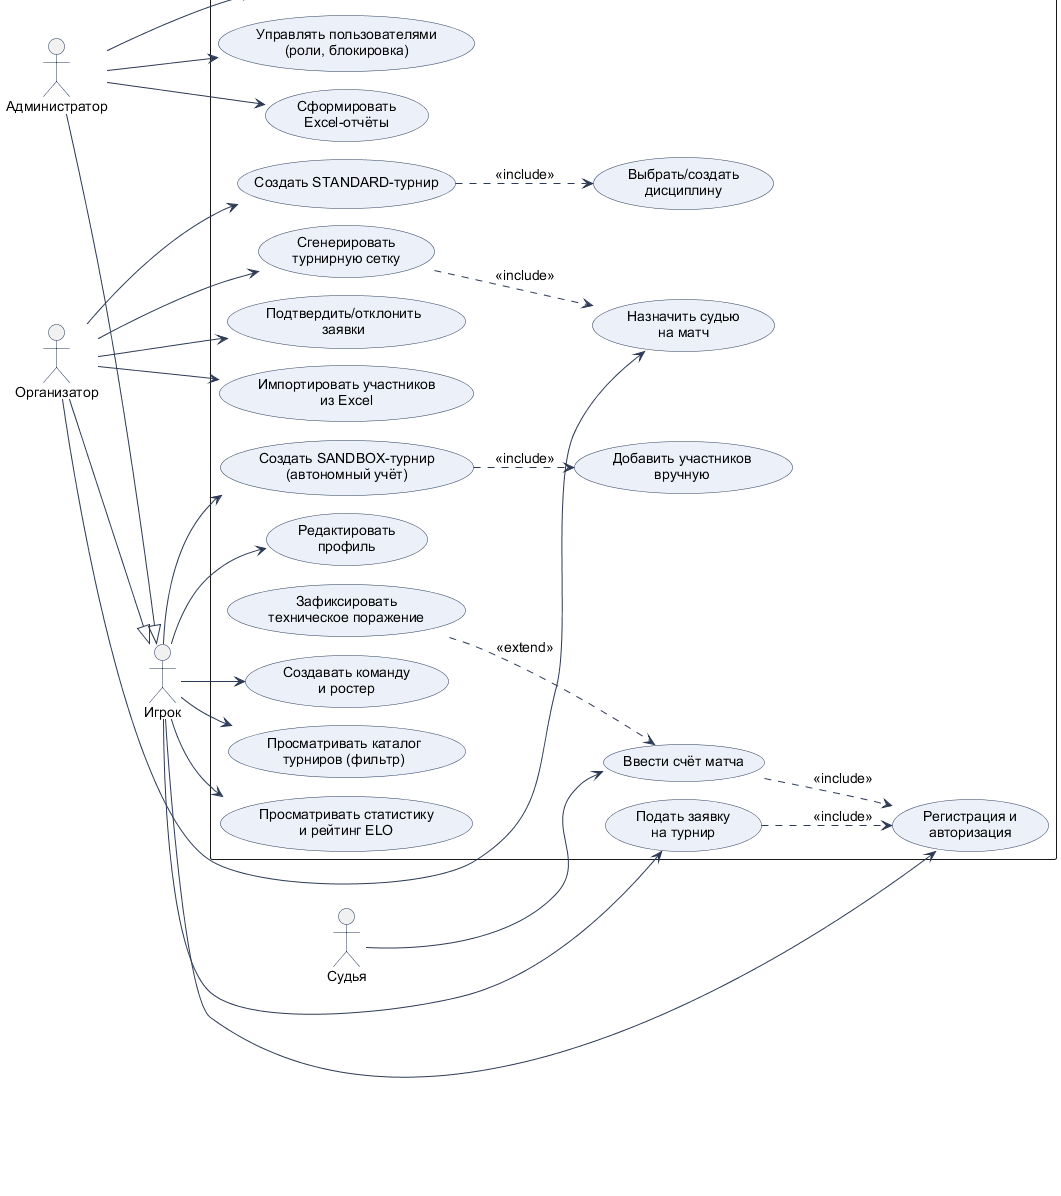 Управлять пользователями
(роли, блокировка)
Администратор
Сформировать
Excel-отчёты
Создать STANDARD-турнир
«include»
Выбрать/создать
дисциплину
Сгенерировать
турнирную сетку
«include»
Назначить судью
на матч
Подтвердить/отклонить
заявки
Организатор
Импортировать участников
из Excel
Создать SANDBOX-турнир
(автономный учёт)
«include»
Добавить участников
вручную
Редактировать
профиль
Зафиксировать
техническое поражение
«extend»
Создавать команду
и ростер
Игрок
Просматривать каталог
турниров (фильтр)
Ввести счёт матча
«include»
Просматривать статистику
и рейтинг ELO
Подать заявку
на турнир
«include»
Регистрация и
авторизация
Судья